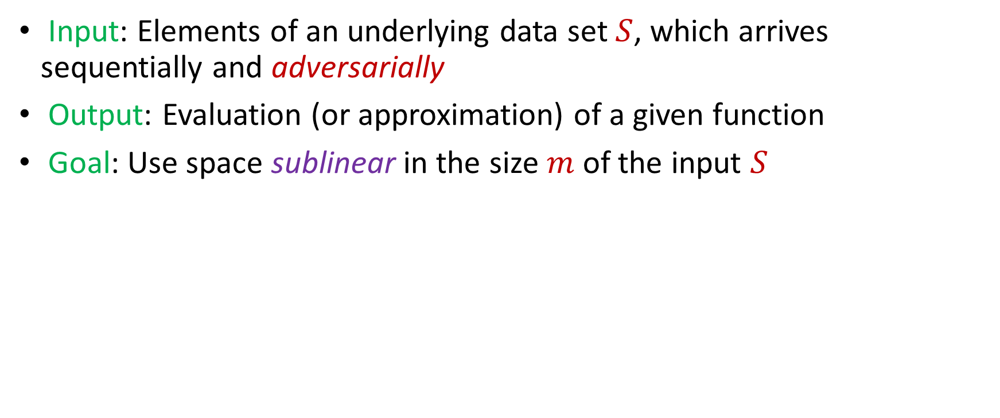 • Input: Elements of an underlying data set S, which arrives
sequentially and adversarially
• Output: Evaluation (or approximation) of a given function
• Goal: Use space sublinear in the size m of the input S